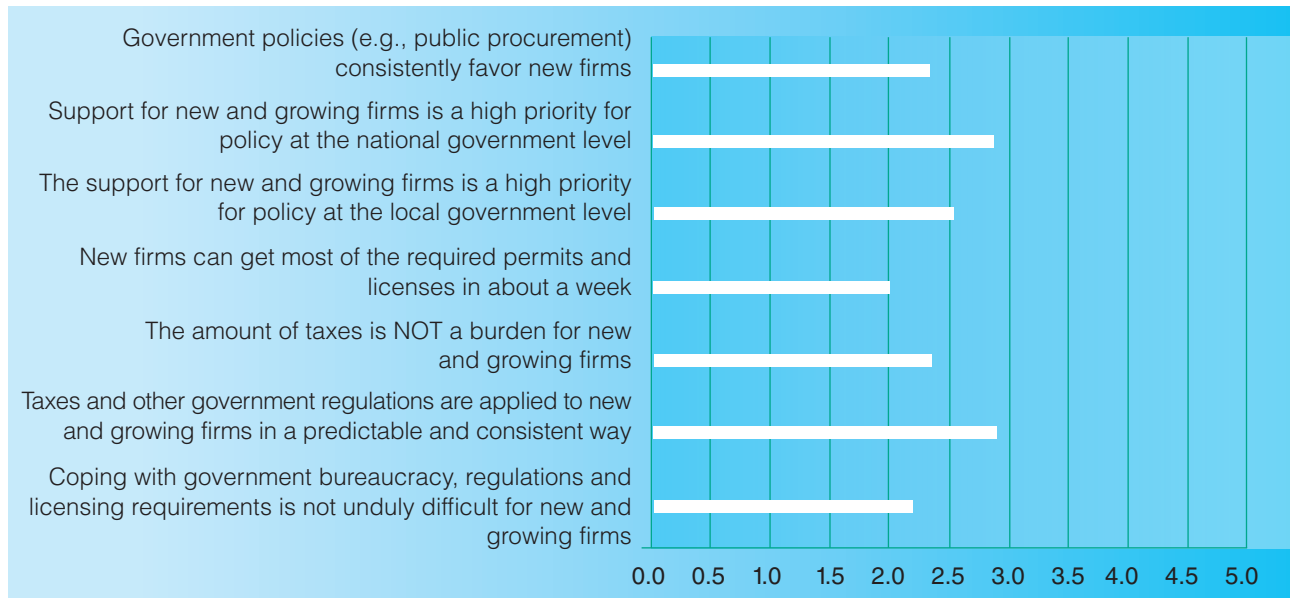 Government policies (e.g., public procurement)
consistently favor new firms
Support for new and growing firms is a high priority for
policy at the national government level
The support for new and growing firms is a high priority
for policy at the local government level
New firms can get most of the required permits and
licenses in about a week
The amount of taxes is NOT a burden for new
and growing firms
Taxes and other government regulations are applied to new
and growing firms in a predictable and consistent way
Coping with government bureaucracy, regulations and
licensing requirements is not unduly difficult for new and
growing firms
0.0 0.5 1.0 1.5 2.0 2.5 3.0 3.5 4.0 4.5 5.0